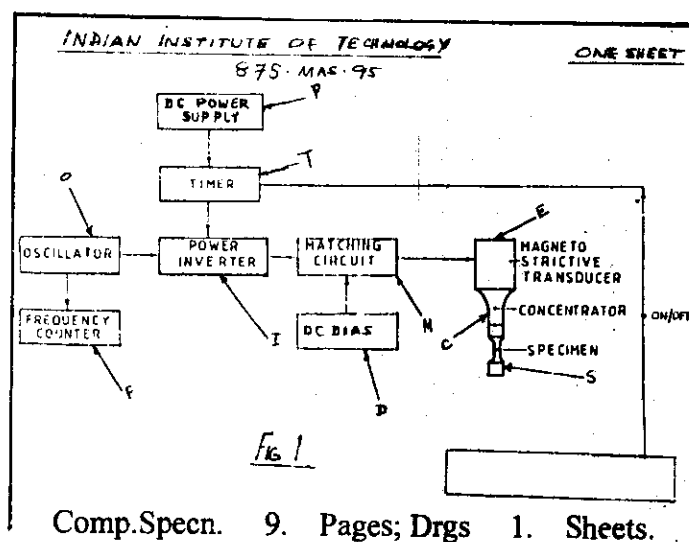 INDIAN INSTITUTE OF TECHNOLOGY
ONE SHEET
875. MAS. 95
P
DC POWER
SUPPLY
T
TIMER
O
E
OSCILLATOR
POWER
INVERTER
MATCHING
CIRCUIT
MAGNETO
STRICTIVE
TRANSDUCER
CONCENTRATOR
ON/OFF
FREQUENCY
COUNTER
I
DC BIAS
M
C
SPECIMEN
F
D
S
FIG 1
Comp.Specn. 9. Pages; Drgs 1. Sheets.